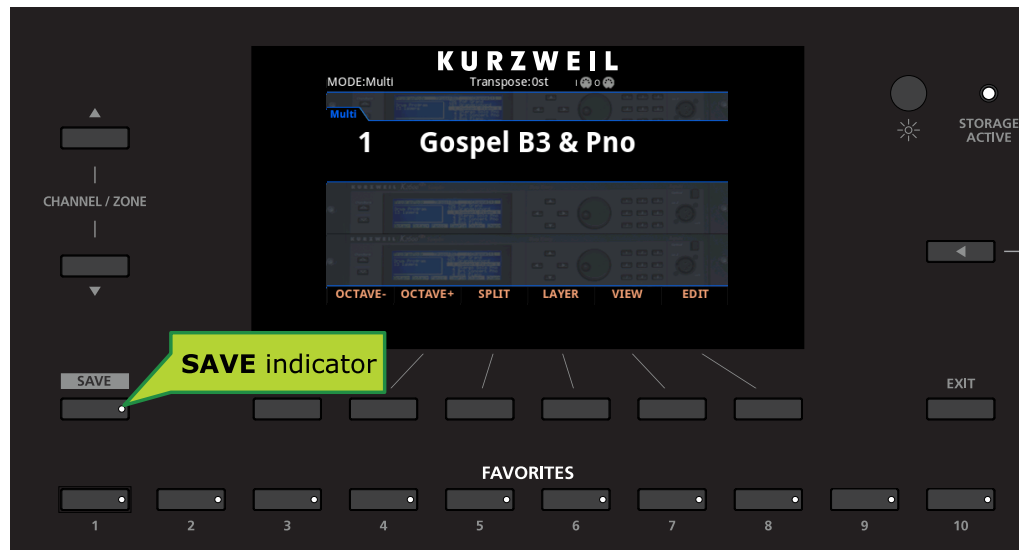 KURZWEIL
MODE:Multi Transpose:0st I O
Multi
1 Gospel B3 & Pno
STORAGE
ACTIVE
CHANNEL / ZONE
OCTAVE- OCTAVE+ SPLIT LAYER VIEW EDIT
SAVE indicator
SAVE
EXIT
FAVORITES
1 2 3 4 5 6 7 8 9 10